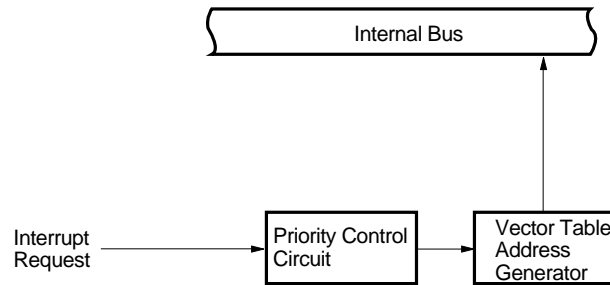 Internal Bus
Interrupt
Request
Priority Control
Circuit
Vector Table
Address
Generator